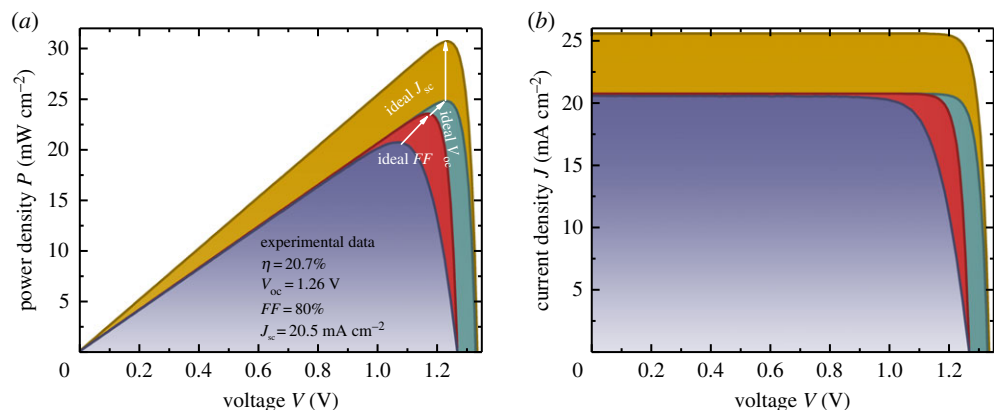 (a)
30
25
20
15
10
5
0
0.2
0.4
0.6
0.8
1.0
1.2
power density P (mW cm⁻²)
voltage V (V)
ideal J_sc
ideal V_oc
ideal FF
experimental data
η = 20.7%
V_oc = 1.26 V
FF = 80%
J_sc = 20.5 mA cm⁻²
(b)
25
20
15
10
5
0
0.2
0.4
0.6
0.8
1.0
1.2
current density J (mA cm⁻²)
voltage V (V)